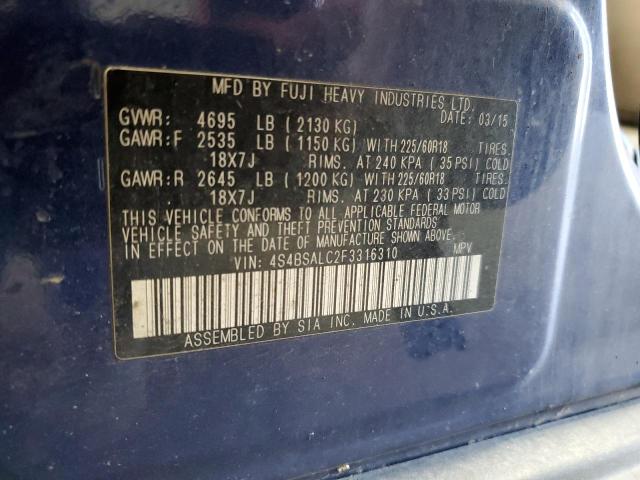 MFD BY FUJI HEAVY INDUSTRIES LTD.
GVWR: 4695 LB ( 2130 KG) DATE: 03/15
GAWR:F 2535 LB ( 1150 KG) WITH 225/60R18 TIRES.
18X7J RIMS. AT 240 KPA ( 35 PSI) COLD
GAWR:R 2645 LB ( 1200 KG) WITH 225/60R18 TIRES.
18X7J RIMS. AT 230 KPA ( 33 PSI) COLD.
THIS VEHICLE CONFORMS TO ALL APPLICABLE FEDERAL MOTOR
VEHICLE SAFETY, BUMPER, AND THEFT PREVENTION STANDARDS
IN EFFECT ON THE DATE OF MANUFACTURE SHOWN ABOVE.
VIN: 4S4BSALC2F3316310 MPV
ASSEMBLED BY SIA INC. MADE IN U.S.A.